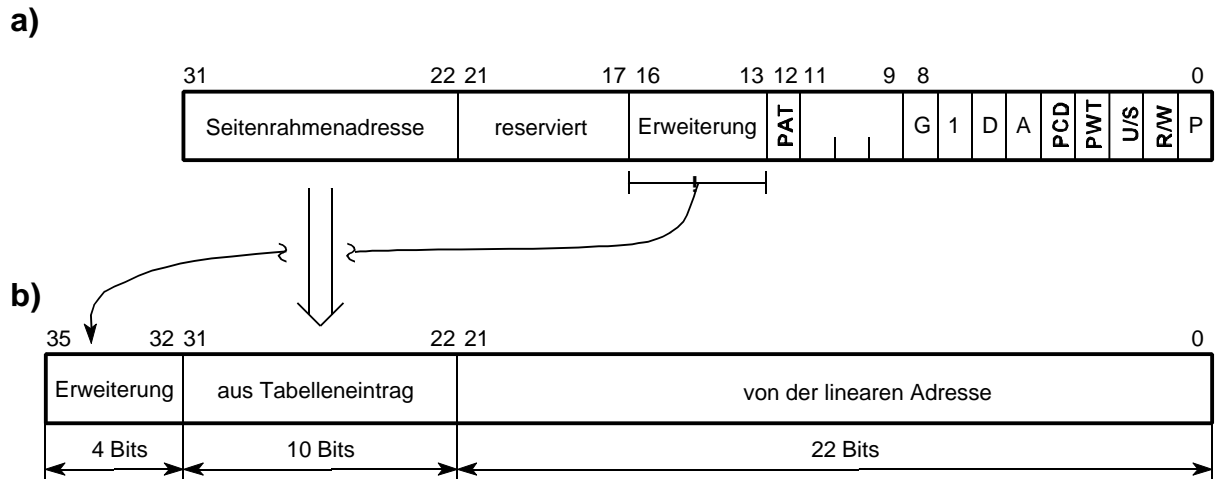 a)
31 22 21 17 16 13 12 11 9 8 0
Seitenrahmenadresse reserviert Erweiterung PAT G 1 D A PCD PWT U/S R/W P
b)
35 32 31 22 21 0
Erweiterung aus Tabelleneintrag von der linearen Adresse
4 Bits 10 Bits 22 Bits